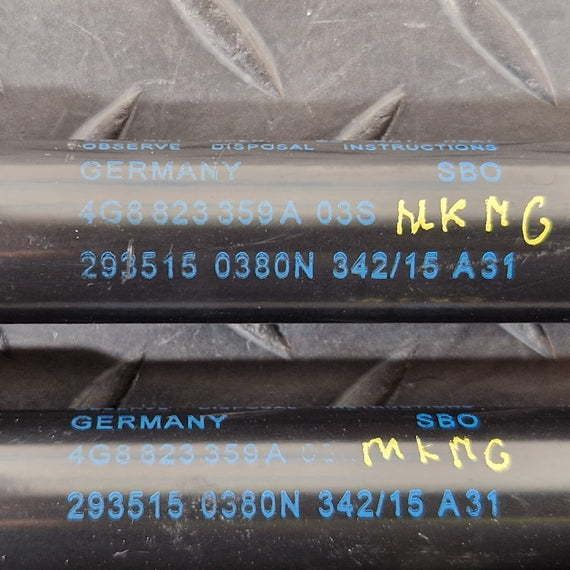 OBSERVE DISPOSAL INSTRUCTIONS
GERMANY SBO
4G8 823 359A 03S MKMG
293515 0380N 342/15 A31
GERMANY SBO
4G8 823 359A MKMG
293515 0380N 342/15 A31